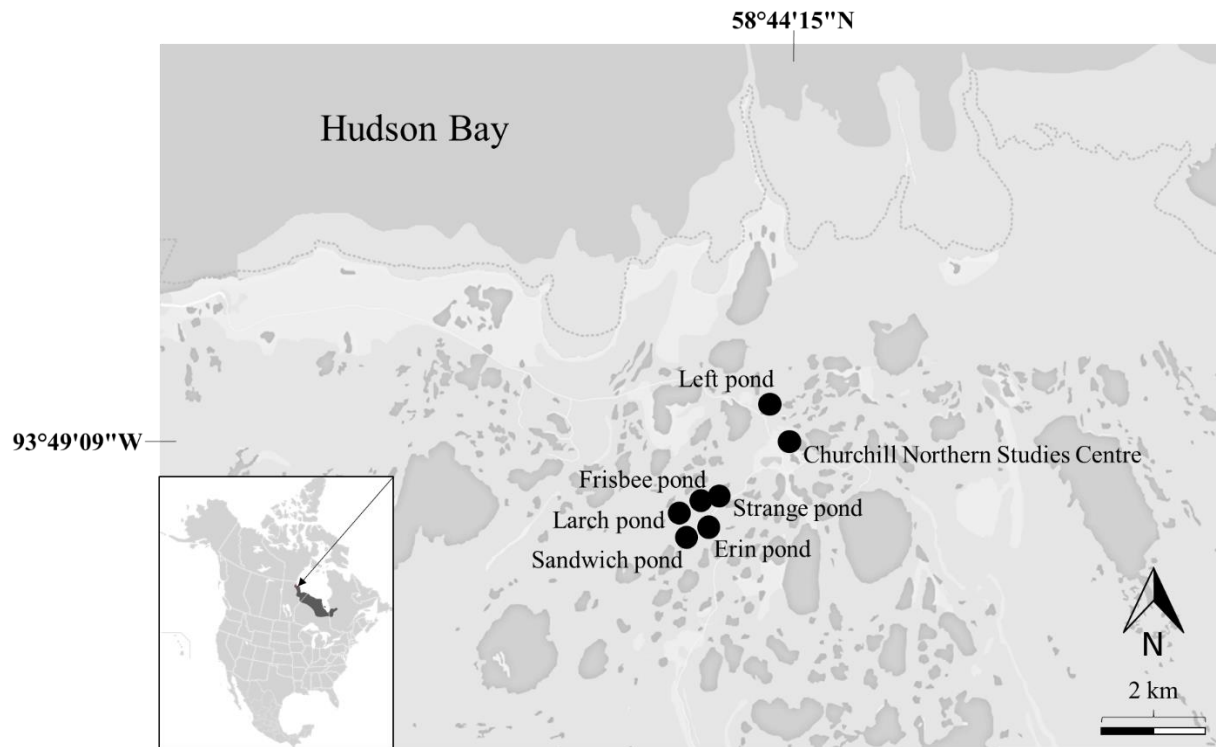 58°44'15"N
Hudson Bay
Left pond
93°49'09"W
Churchill Northern Studies Centre
Frisbee pond
Strange pond
Larch pond
Erin pond
Sandwich pond
N
2 km